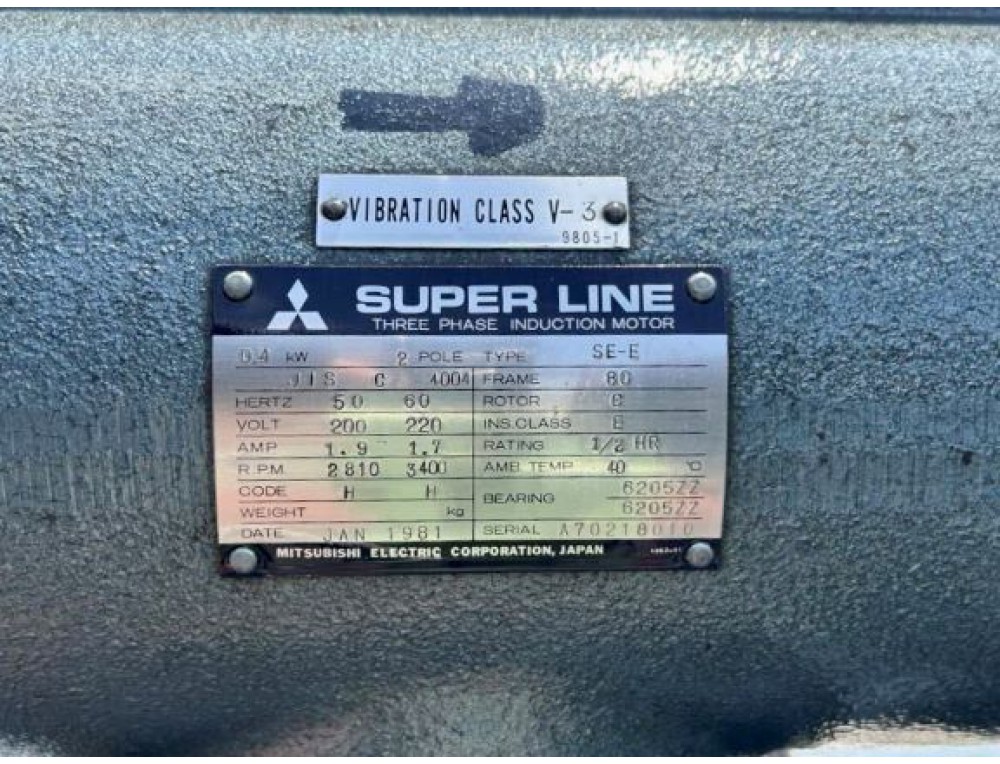 VIBRATION CLASS V-3
9805-1
SUPER LINE
THREE PHASE INDUCTION MOTOR
0.4 kW 2 POLE TYPE SE-E
JIS C 4004 FRAME 80
HERTZ 50 60 ROTOR C
VOLT 200 220 INS.CLASS E
AMP 1.9 1.7 RATING 1/2 HR
R.P.M 2810 3400 AMB.TEMP 40 °C
CODE H H BEARING 6205ZZ
WEIGHT kg 6205ZZ
DATE JAN 1981 SERIAL A70218010
MITSUBISHI ELECTRIC CORPORATION, JAPAN